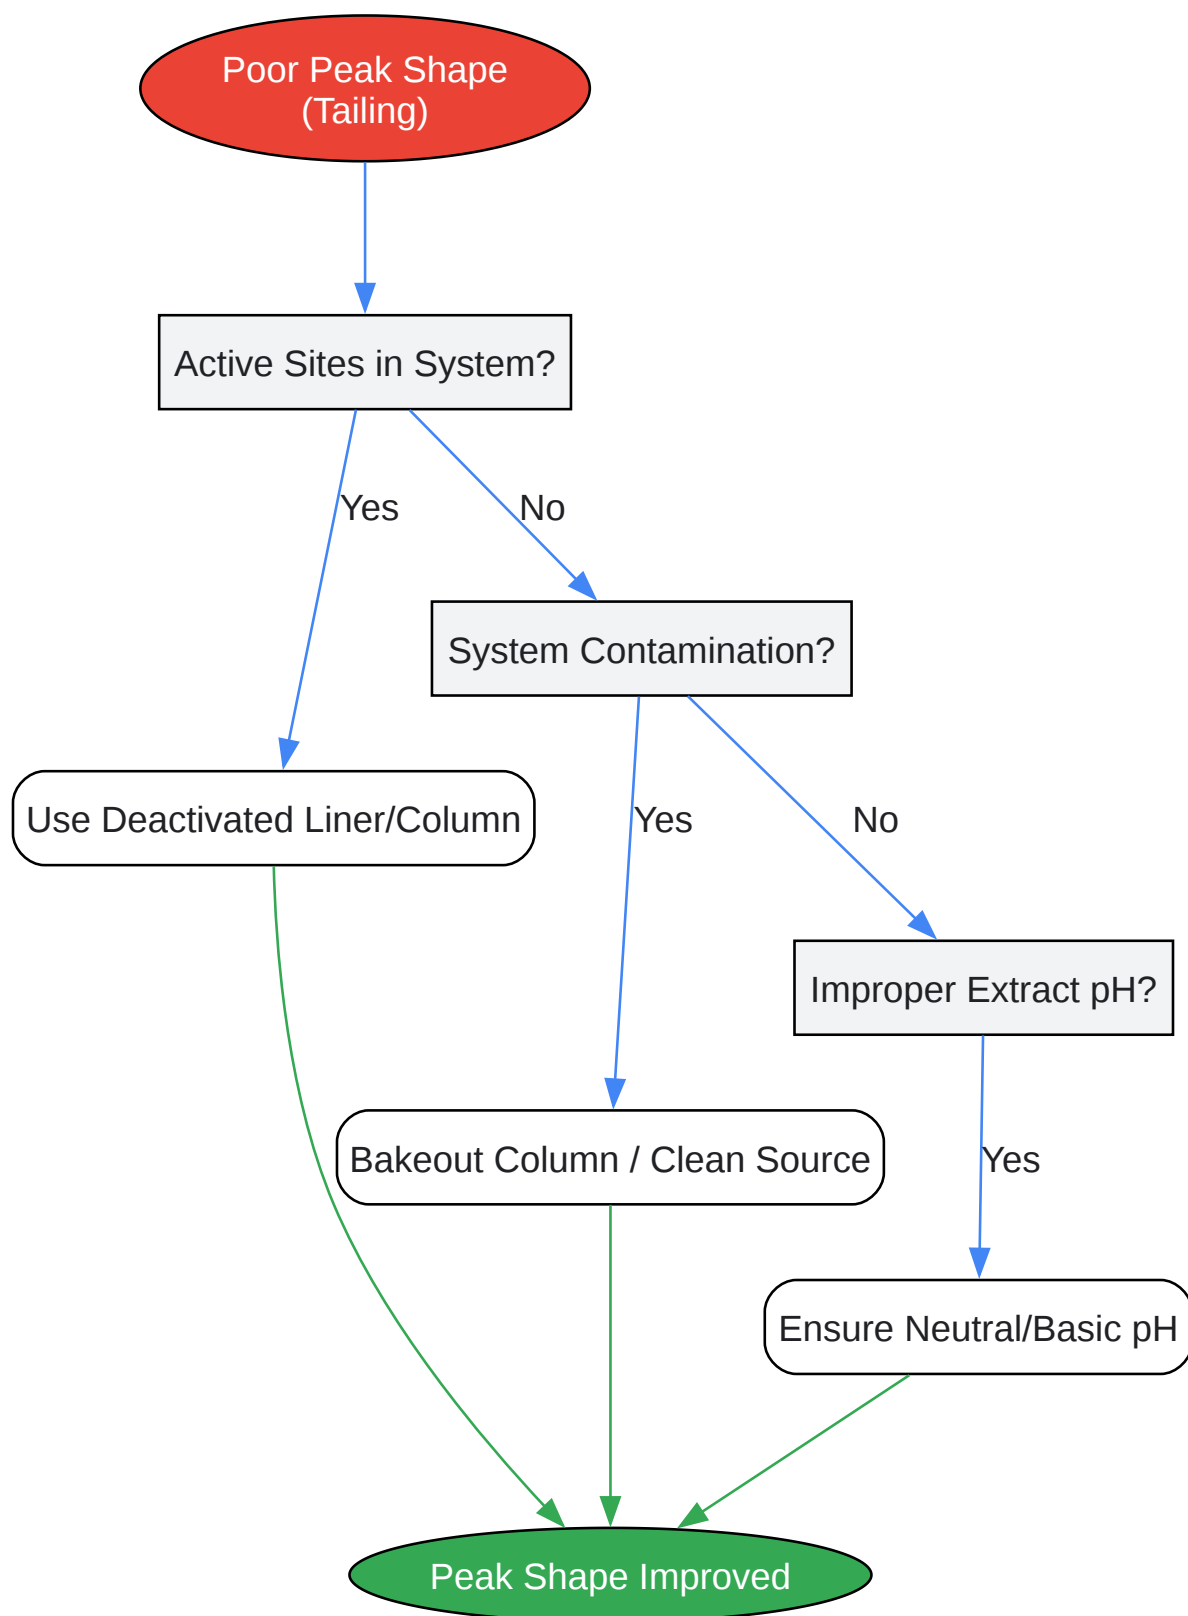 Poor Peak Shape
(Tailing)
Active Sites in System?
Yes
No
System Contamination?
Use Deactivated Liner/Column
Yes
No
Improper Extract pH?
Bakeout Column / Clean Source
Yes
Ensure Neutral/Basic pH
Peak Shape Improved